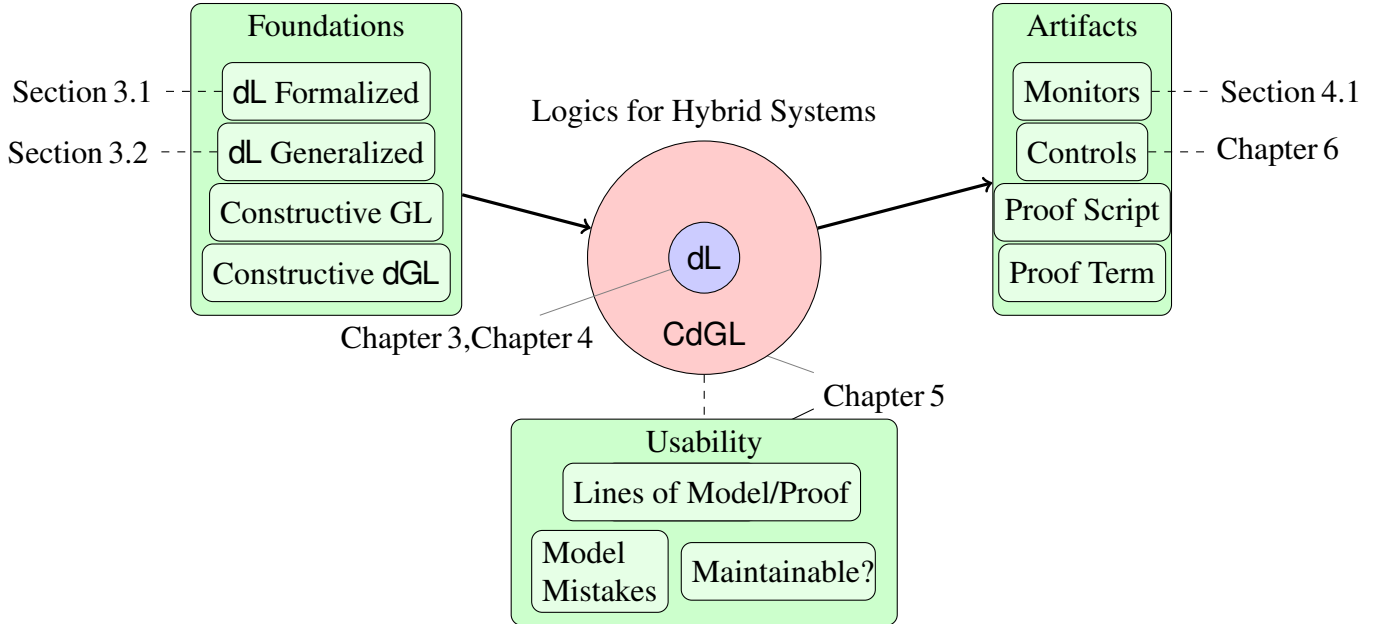 Foundations
Section 3.1
dL Formalized
Section 3.2
dL Generalized
Constructive GL
Constructive dGL
Logics for Hybrid Systems
dL
CdGL
Chapter 3,Chapter 4
Chapter 5
Artifacts
Monitors
Section 4.1
Controls
Chapter 6
Proof Script
Proof Term
Usability
Lines of Model/Proof
Model
Mistakes
Maintainable?